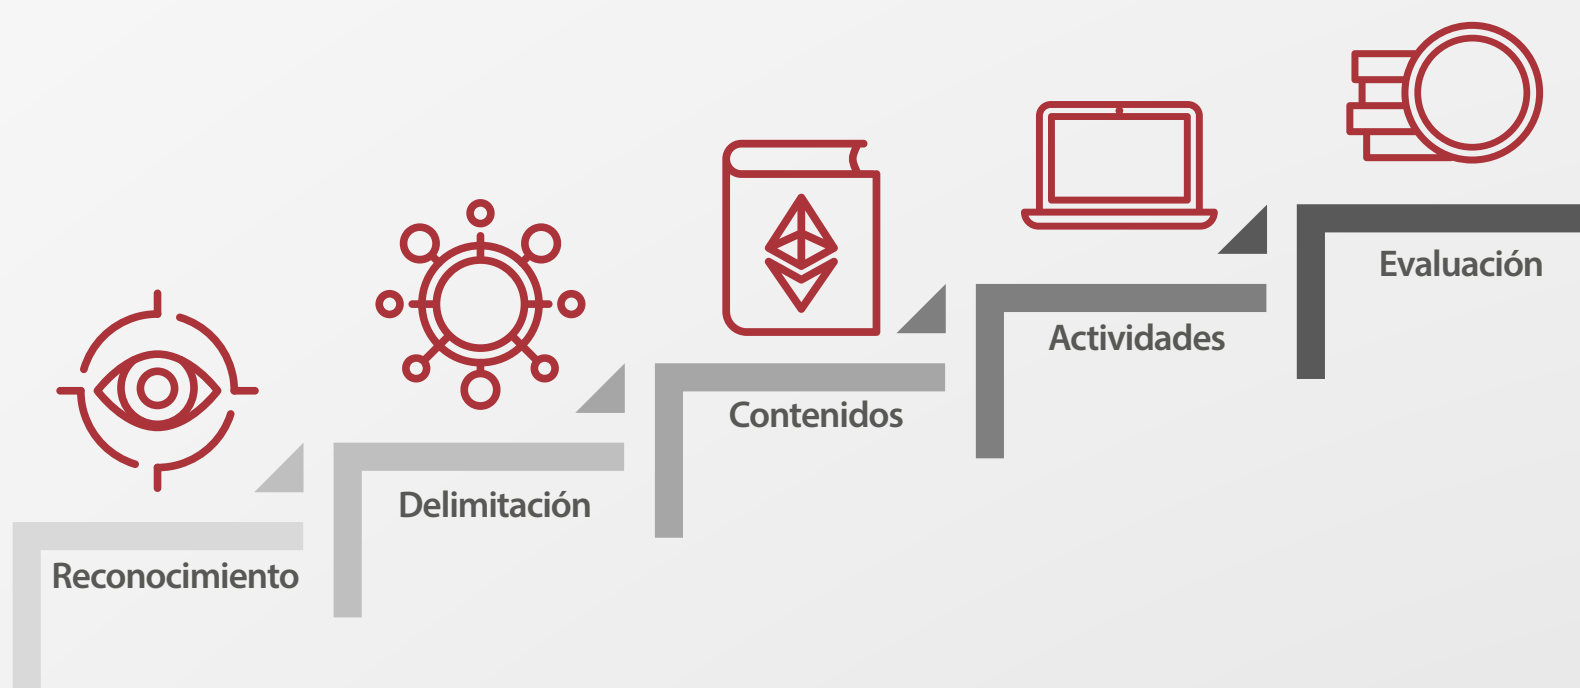 Reconocimiento
Delimitación
Contenidos
Actividades
Evaluación